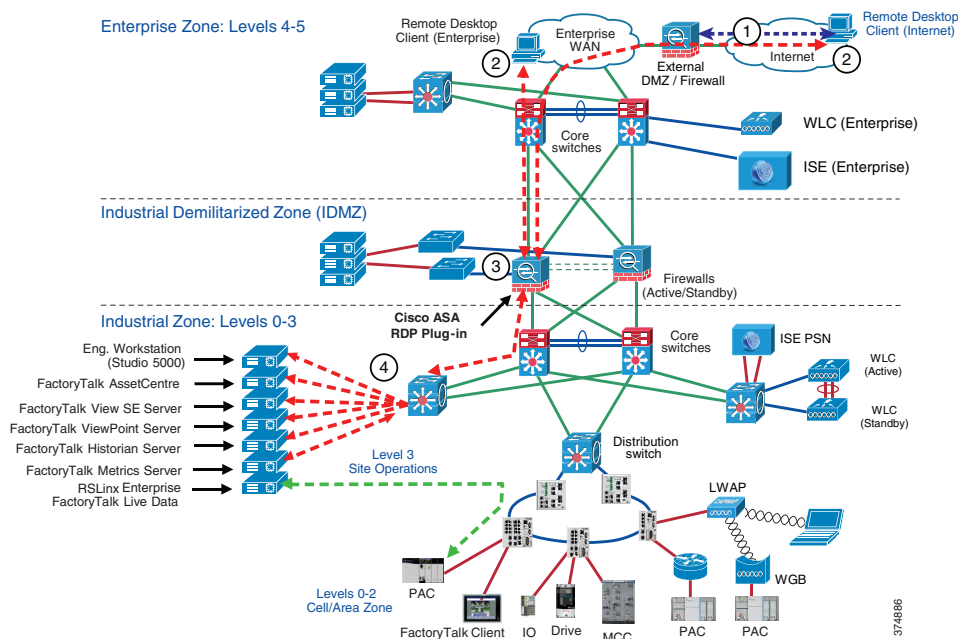 Enterprise Zone: Levels 4-5
Remote Desktop
Client (Enterprise)
2
Enterprise
WAN
1
External
DMZ / Firewall
Internet
Remote Desktop
Client (Internet)
2
Core
switches
WLC (Enterprise)
ISE (Enterprise)
Industrial Demilitarized Zone (IDMZ)
3
Firewalls
(Active/Standby)
Cisco ASA
RDP Plug-in
Industrial Zone: Levels 0-3
Eng. Workstation
(Studio 5000)
FactoryTalk AssetCentre
FactoryTalk View SE Server
FactoryTalk ViewPoint Server
FactoryTalk Historian Server
FactoryTalk Metrics Server
RSLinx Enterprise
FactoryTalk Live Data
4
Core
switches
ISE PSN
WLC
(Active)
WLC
(Standby)
Level 3
Site Operations
Distribution
switch
LWAP
CAPWAP
WGB
PAC
Levels 0-2
Cell/Area Zone
FactoryTalk Client
IO
Drive
MCC
PAC
PAC
374886